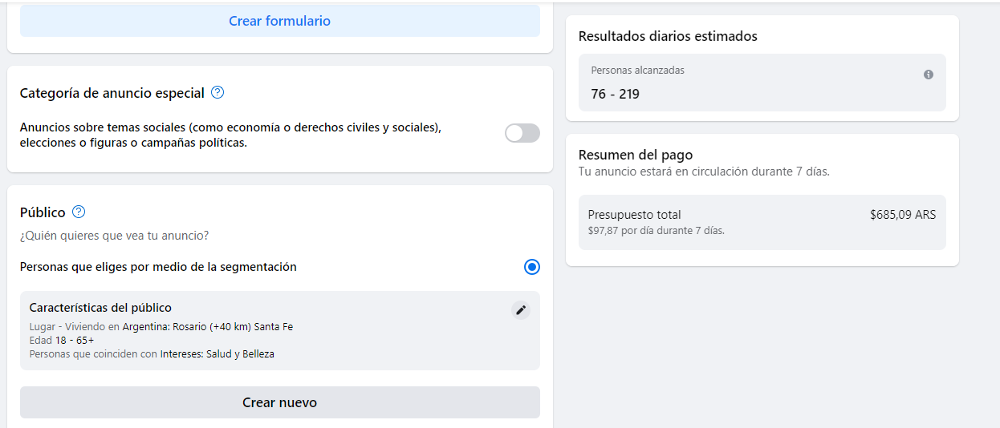 Crear formulario
Categoría de anuncio especial
Anuncios sobre temas sociales (como economía o derechos civiles y sociales),
elecciones o figuras o campañas políticas.
Público
¿Quién quieres que vea tu anuncio?
Personas que eliges por medio de la segmentación
Características del público
Lugar - Viviendo en Argentina: Rosario (+40 km) Santa Fe
Edad 18 - 65+
Personas que coinciden con Intereses: Salud y Belleza
Crear nuevo
Resultados diarios estimados
Personas alcanzadas
76 - 219
Resumen del pago
Tu anuncio estará en circulación durante 7 días.
Presupuesto total $685,09 ARS
$97,87 por día durante 7 días.